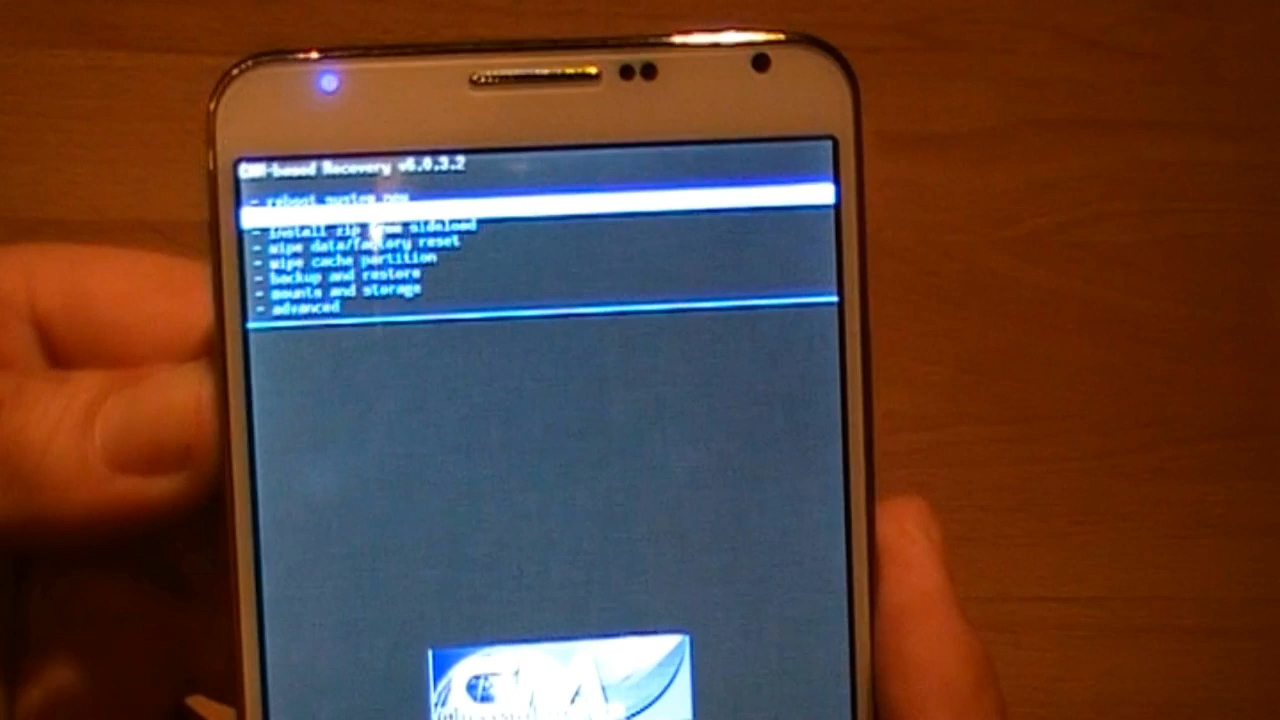 CWM-based Recovery v6.0.3.2
- reboot system now
- install zip from sideload
- wipe data/factory reset
- wipe cache partition
- backup and restore
- mounts and storage
- advanced